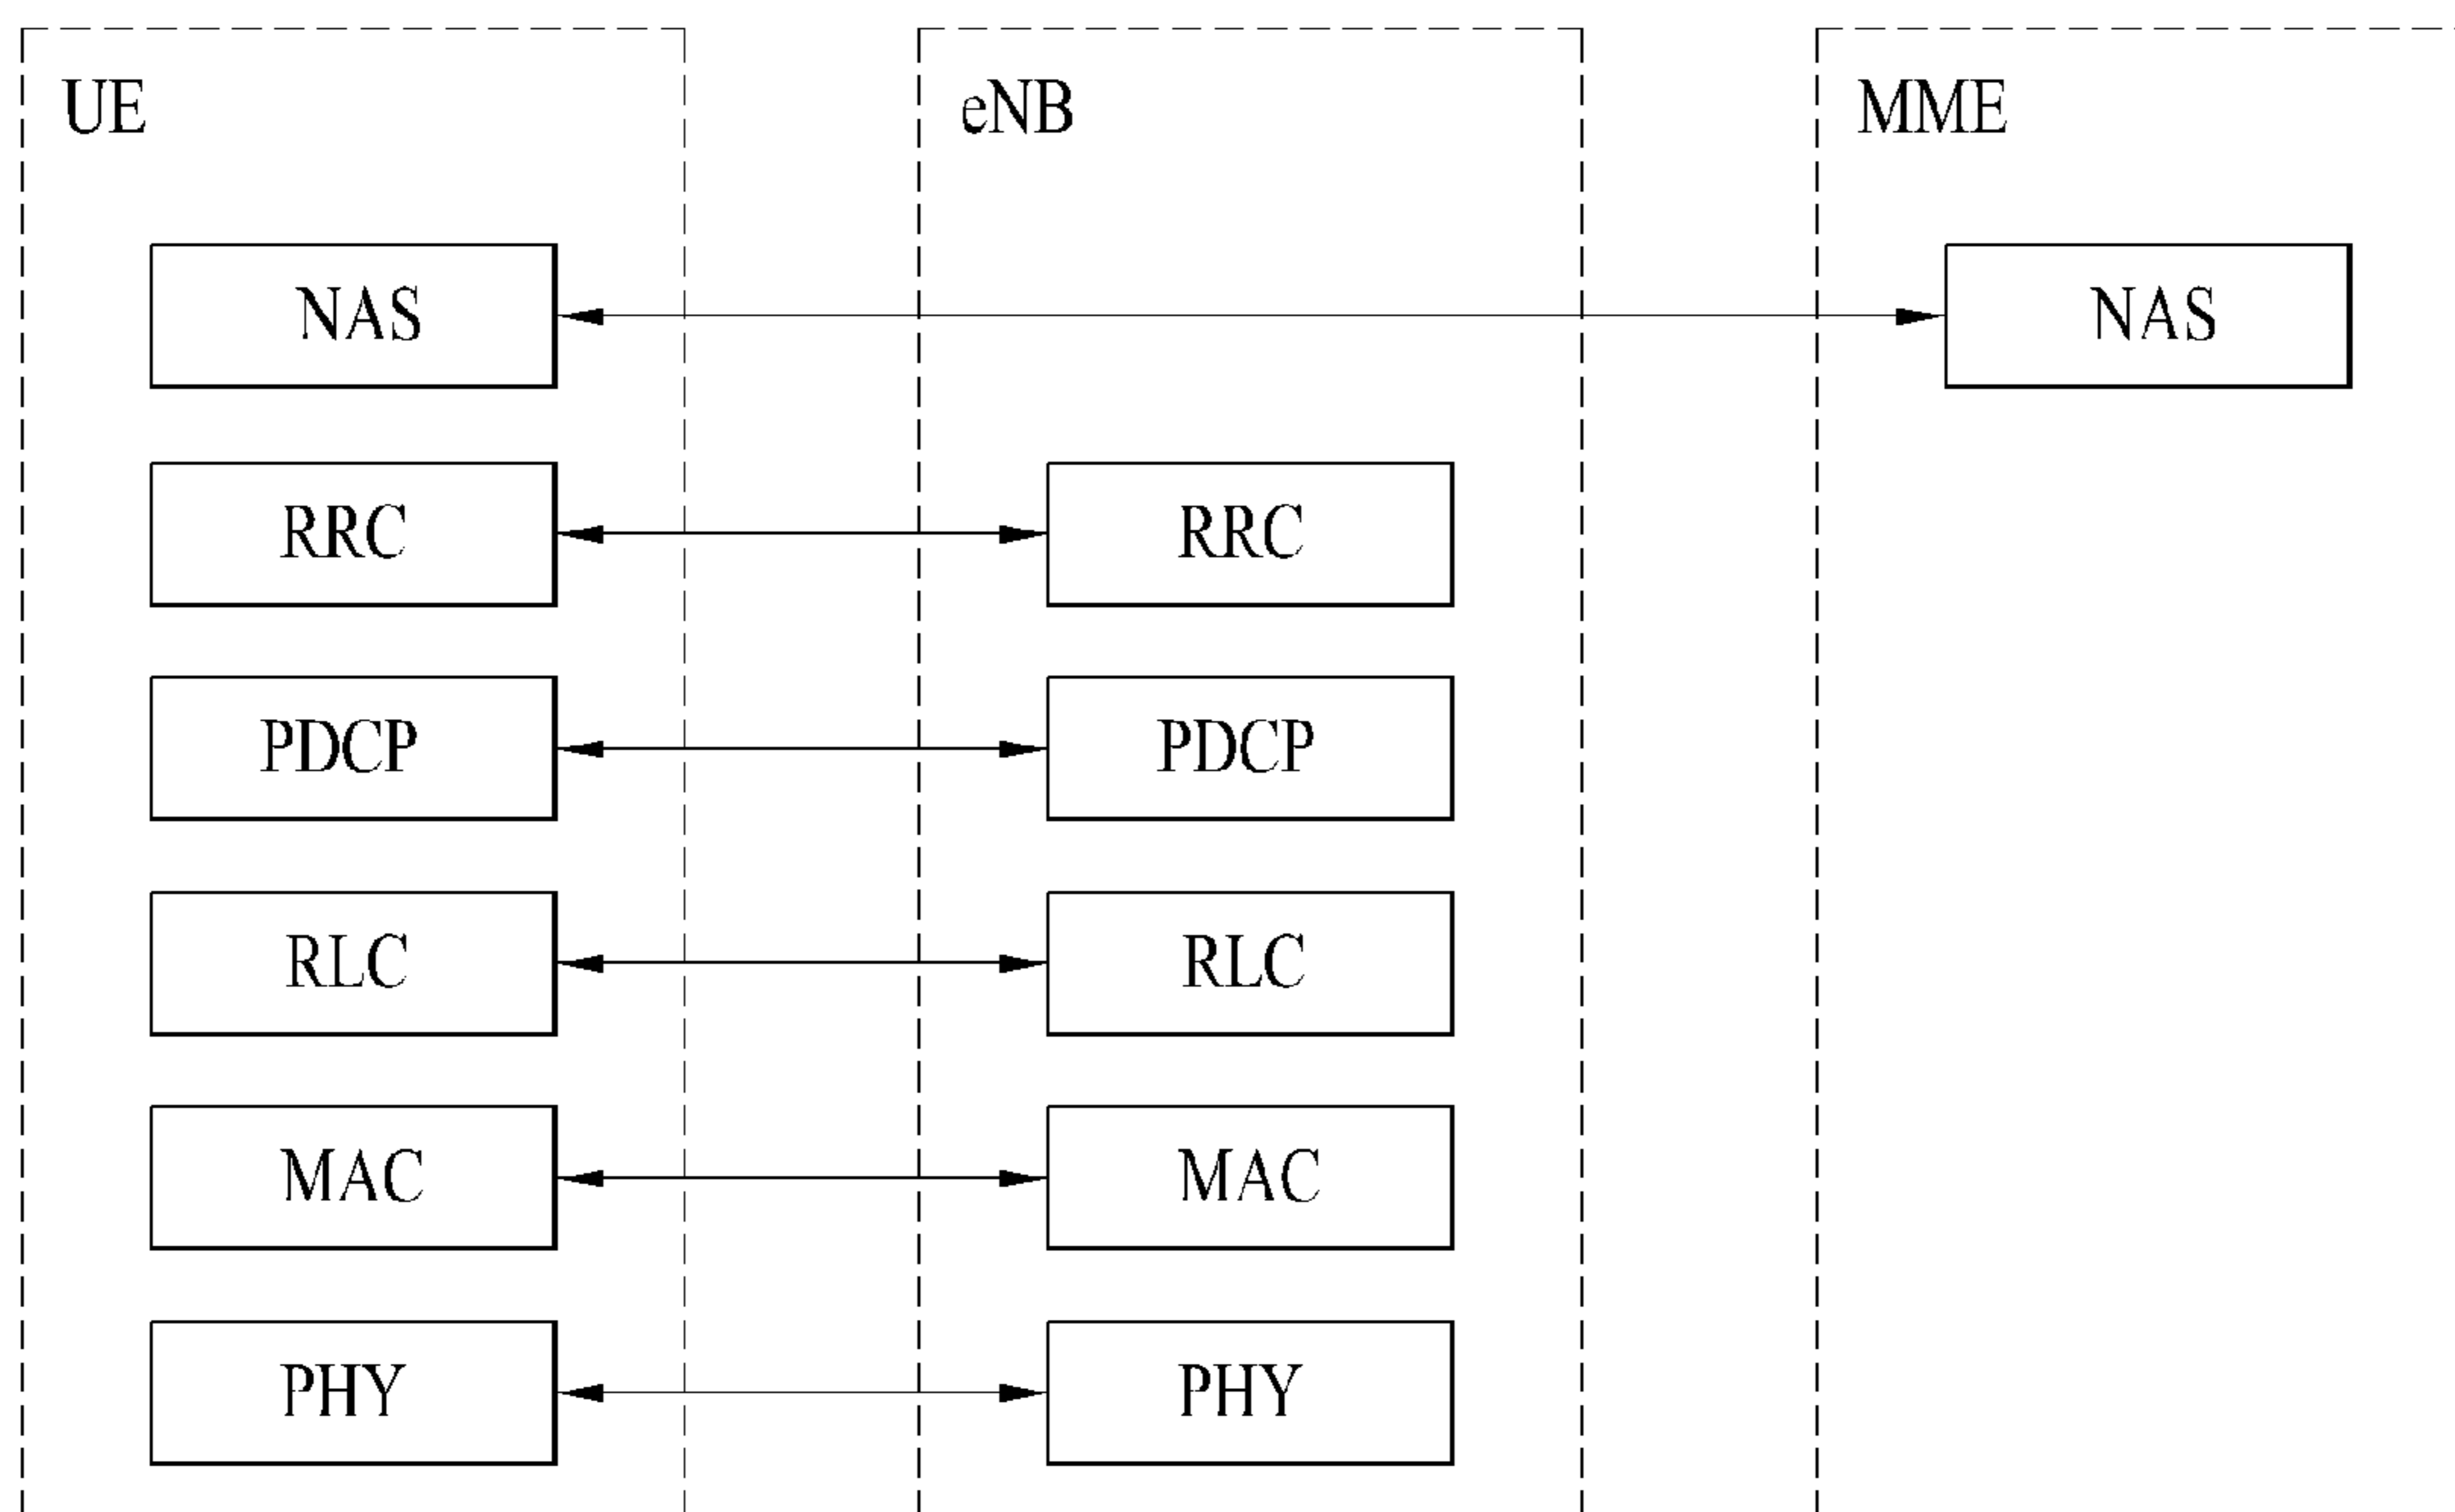 UE eNB MME
NAS NAS
RRC RRC
PDCP PDCP
RLC RLC
MAC MAC
PHY PHY